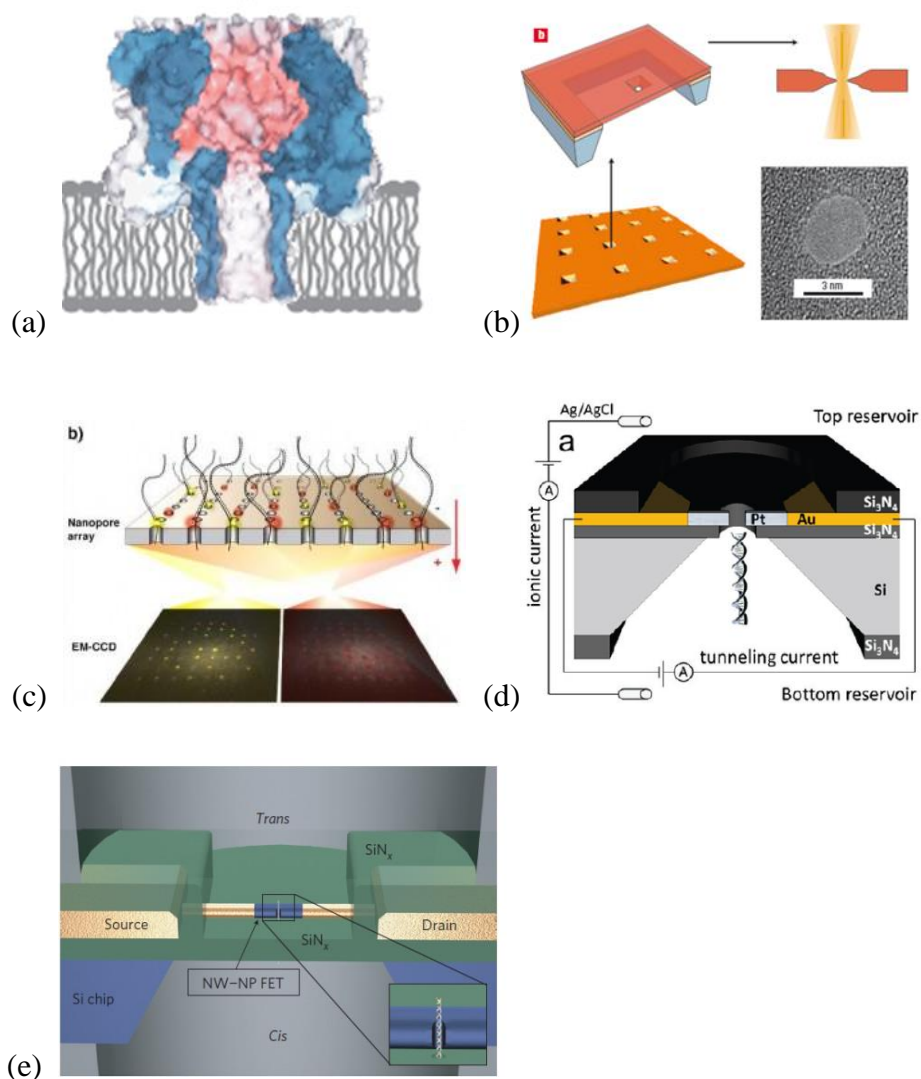 (a)
b
3 nm
(b)
b)
Nanopore
array
-
+
EM-CCD
(c)
Ag/AgCl
Top reservoir
a
A
ionic current
Si₃N₄
Pt
Au
Si₃N₄
Si
Si₃N₄
tunneling current
A
Bottom reservoir
(d)
Trans
SiNₓ
Source
Drain
SiNₓ
NW–NP FET
Si chip
Cis
(e)